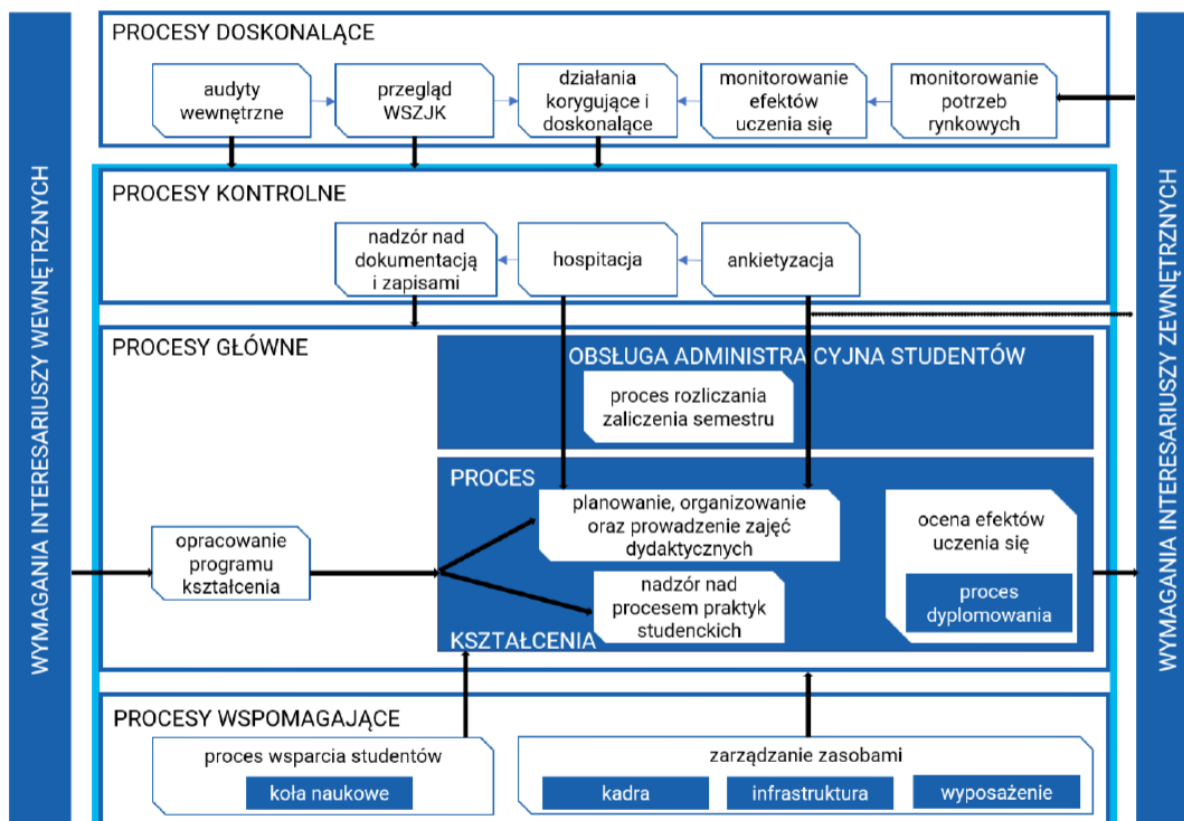 WYMAGANIA INTERESARIUSZY WEWNĘTRZNYCH
PROCESY DOSKONALĄCE
audyty
wewnętrzne
przegląd
WSZJK
działania
korygujące i
doskonalące
monitorowanie
efektów
uczenia się
monitorowanie
potrzeb
rynkowych
PROCESY KONTROLNE
nadzór nad
dokumentacją
i zapisami
hospitacja
ankietyzacja
PROCESY GŁÓWNE
OBSŁUGA ADMINISTRACYJNA STUDENTÓW
proces rozliczania
zaliczenia semestru
opracowanie
programu
kształcenia
PROCES
planowanie, organizowanie
oraz prowadzenie zajęć
dydaktycznych
nadzór nad
procesem praktyk
studenckich
KSZTAŁCENIA
ocena efektów
uczenia się
proces
dyplomowania
PROCESY WSPOMAGAJĄCE
proces wsparcia studentów
koła naukowe
zarządzanie zasobami
kadra
infrastruktura
wyposażenie
WYMAGANIA INTERESARIUSZY ZEWNĘTRZNYCH